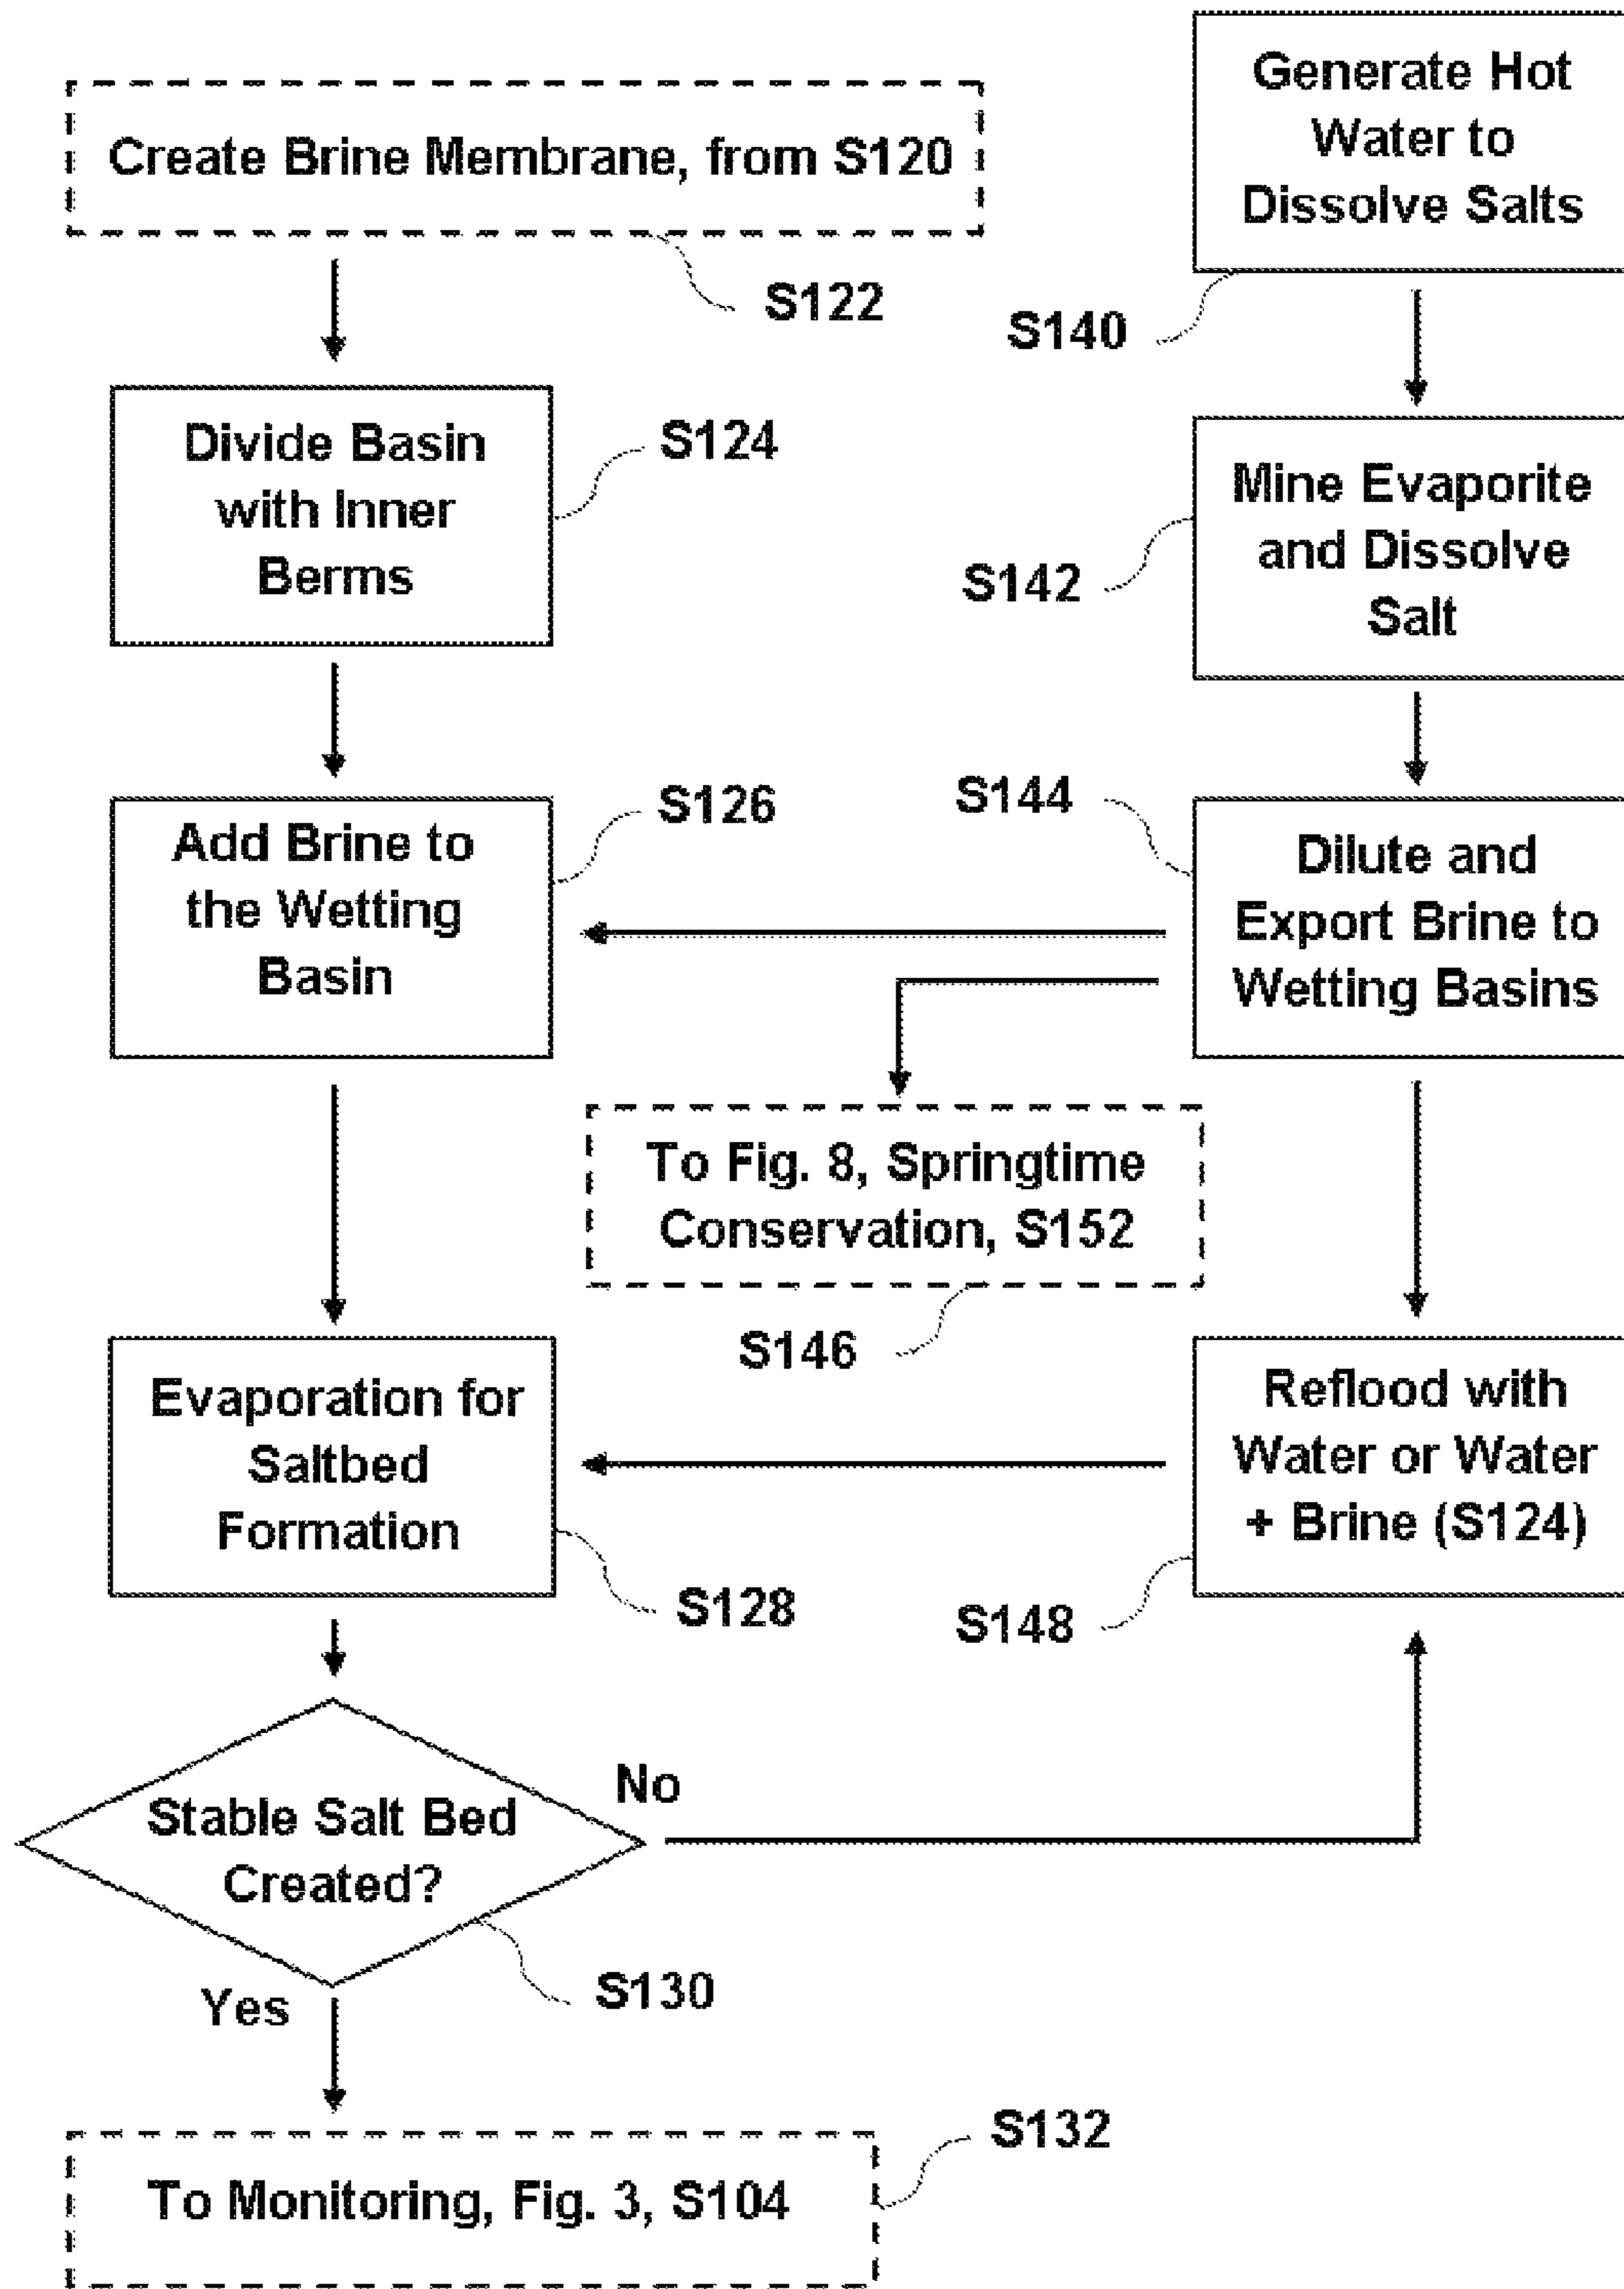 Create Brine Membrane, from S120
S122
Divide Basin
with Inner
Berms
S124
Add Brine to
the Wetting
Basin
S126
Evaporation for
Saltbed
Formation
S128
Stable Salt Bed
Created?
No
Yes
S130
To Monitoring, Fig. 3, S104
S132
Generate Hot
Water to
Dissolve Salts
S140
Mine Evaporite
and Dissolve
Salt
S142
Dilute and
Export Brine to
Wetting Basins
S144
To Fig. 8, Springtime
Conservation, S152
S146
Reflood with
Water or Water
+ Brine (S124)
S148